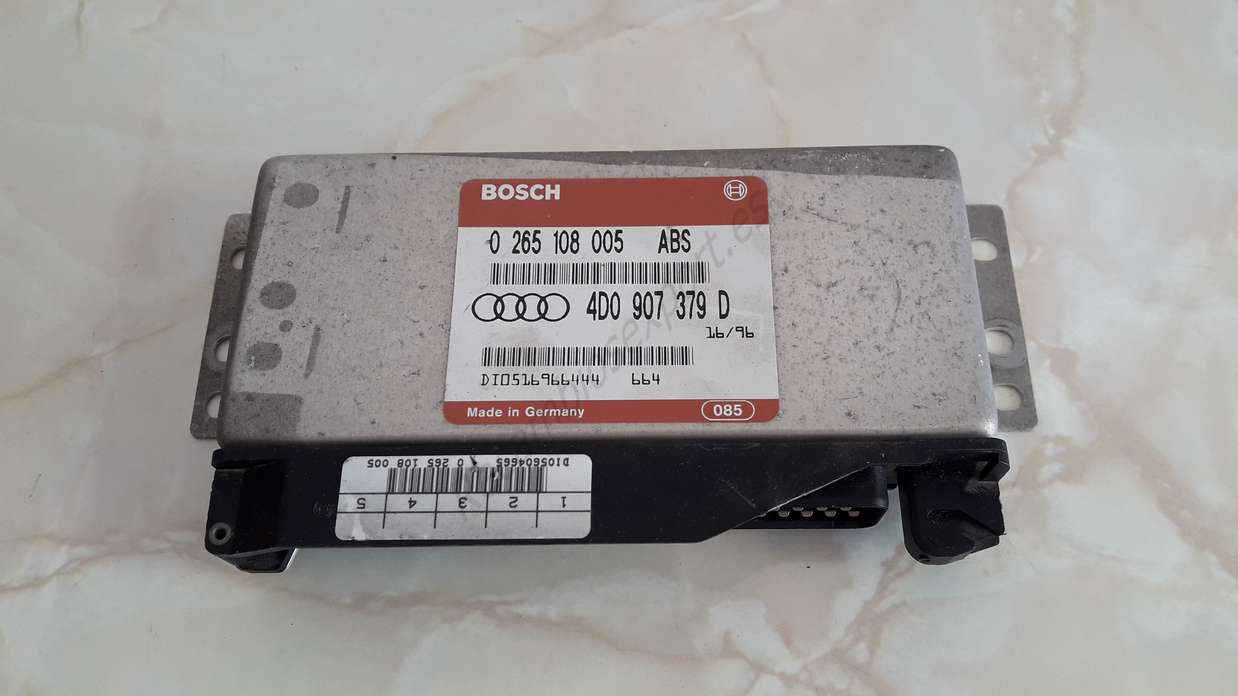 BOSCH
0 265 108 005 ABS
4D0 907 379 D
16/96
DI0516966444 664
Made in Germany 085
1 2 3 4 5
DI05604665 0 265 108 005